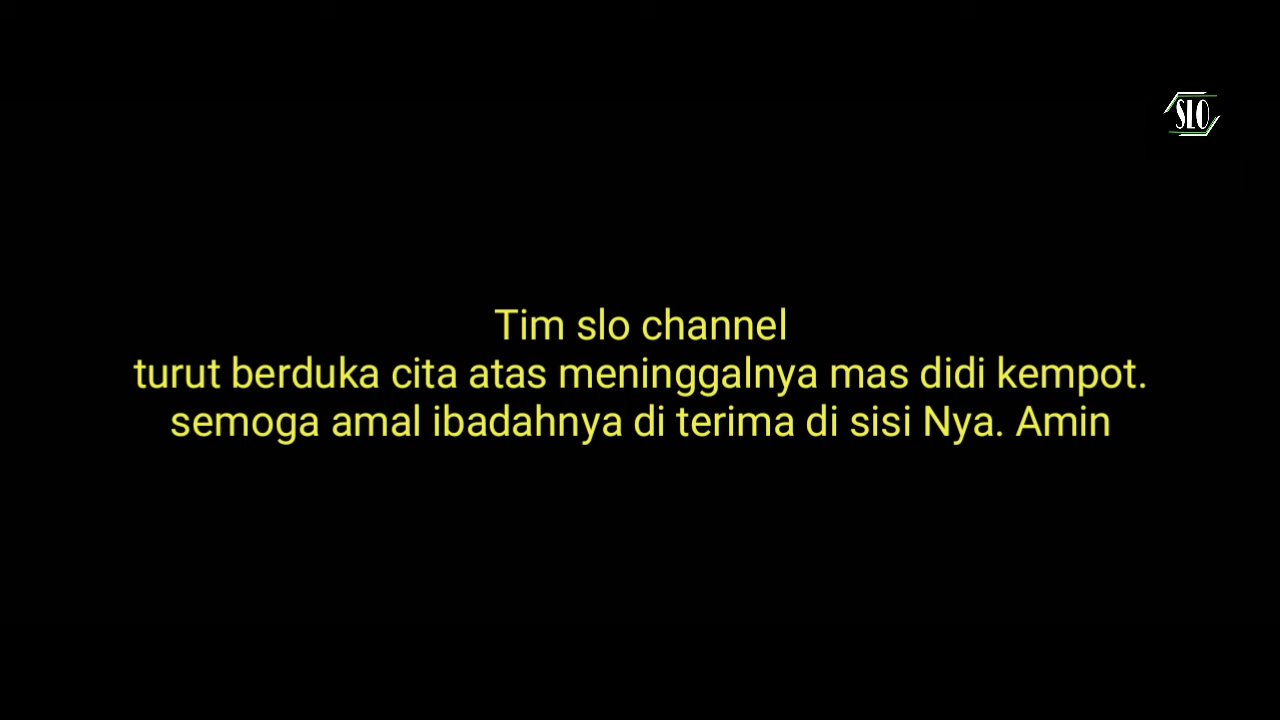 SLO
Tim slo channel
turut berduka cita atas meninggalnya mas didi kempot.
semoga amal ibadahnya di terima di sisi Nya. Amin